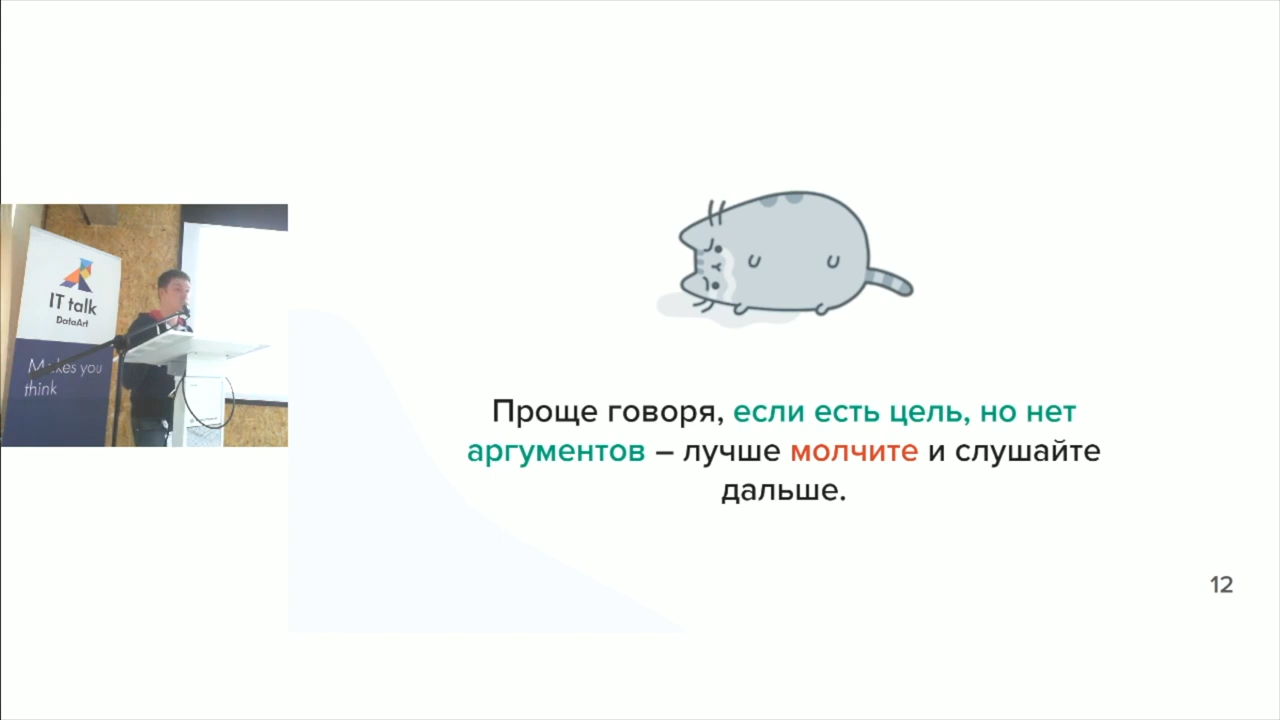 IT talk
DataArt
Makes you
think
Проще говоря, если есть цель, но нет
аргументов – лучше молчите и слушайте
дальше.
12